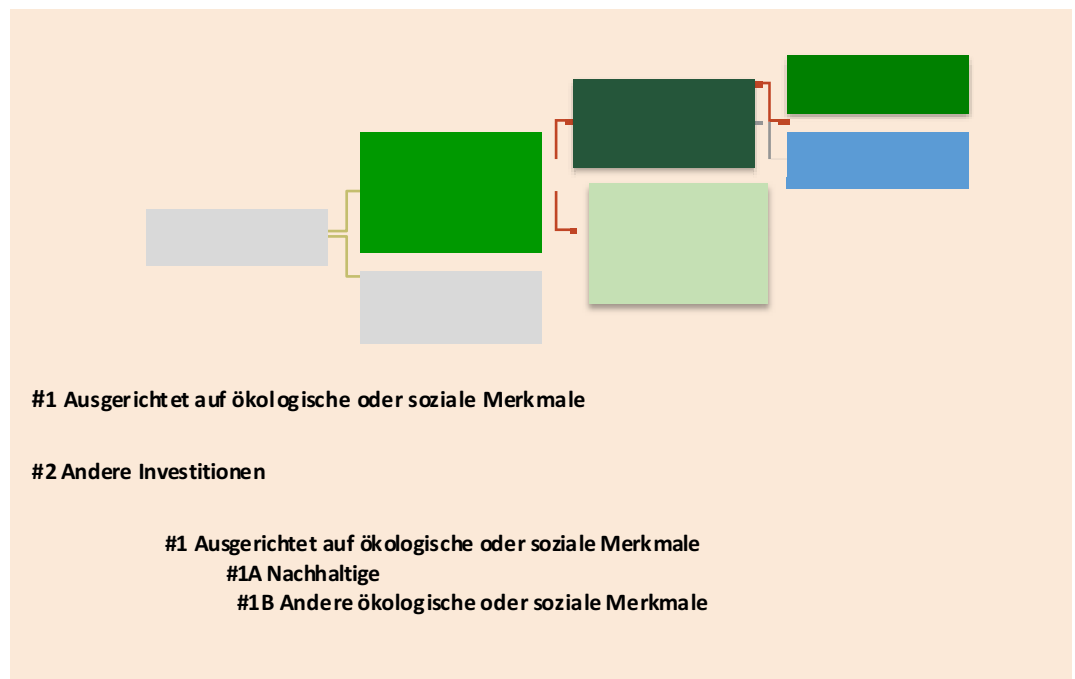 #1 Ausgerichtet auf ökologische oder soziale Merkmale
#2 Andere Investitionen
#1 Ausgerichtet auf ökologische oder soziale Merkmale
#1A Nachhaltige
#1B Andere ökologische oder soziale Merkmale